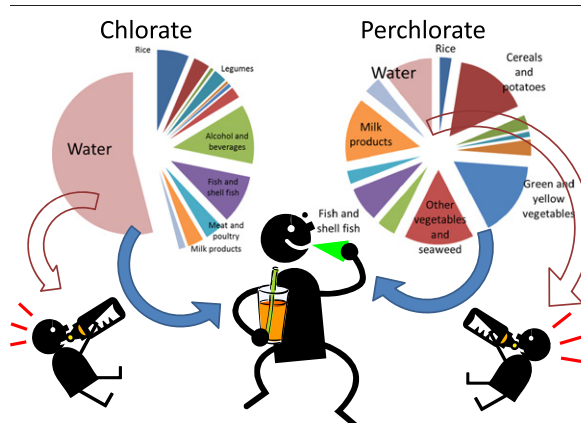 Chlorate
Perchlorate
Rice
Legumes
Water
Alcohol and
beverages
Fish and
shell fish
Meat and
poultry
Milk products
Rice
Cereals
and
potatoes
Water
Milk
products
Green and
yellow
vegetables
Other
vegetables
and
seaweed
Fish and
shell fish